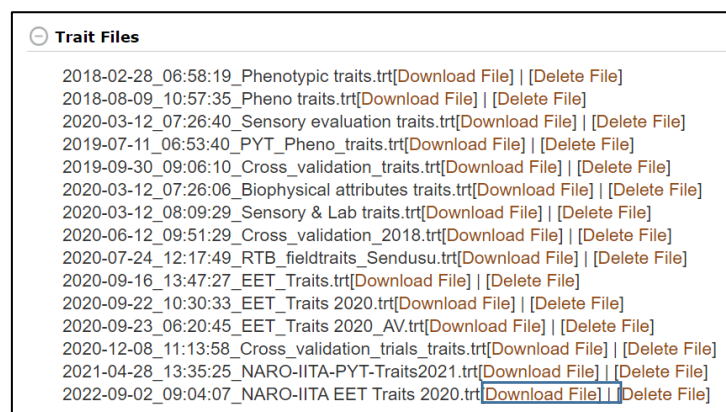 Trait Files
2018-02-28_06:58:19_Phenotypic traits.trt[Download File] | [Delete File]
2018-08-09_10:57:35_Pheno traits.trt[Download File] | [Delete File]
2020-03-12_07:26:40_Sensory evaluation traits.trt[Download File] | [Delete File]
2019-07-11_06:53:40_PYT_Pheno_traits.trt[Download File] | [Delete File]
2019-09-30_09:06:10_Cross_validation_traits.trt[Download File] | [Delete File]
2020-03-12_07:26:06_Biophysical attributes traits.trt[Download File] | [Delete File]
2020-03-12_08:09:29_Sensory & Lab traits.trt[Download File] | [Delete File]
2020-06-12_09:51:29_Cross_validation_2018.trt[Download File] | [Delete File]
2020-07-24_12:17:49_RTB_fieldtraits_Sendusu.trt[Download File] | [Delete File]
2020-09-16_13:47:27_EET_Traits.trt[Download File] | [Delete File]
2020-09-22_10:30:33_EET_Traits 2020.trt[Download File] | [Delete File]
2020-09-23_06:20:45_EET_Traits 2020_AV.trt[Download File] | [Delete File]
2020-12-08_11:13:58_Cross_validation_trials_traits.trt[Download File] | [Delete File]
2021-04-28_13:35:25_NARO-IITA-PYT-Traits2021.trt[Download File] | [Delete File]
2022-09-02_09:04:07_NARO-IITA EET Traits 2020.trt[Download File] | [Delete File]